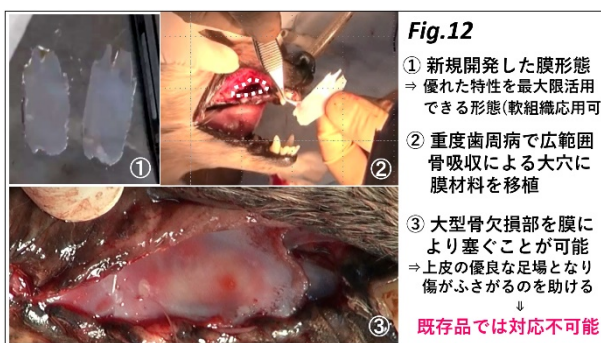 Fig.12
① 新規開発した膜形態
⇒ 優れた特性を最大限活用
できる形態(軟組織応用可
② 重度歯周病で広範囲
骨吸収による大穴に
膜材料を移植
③ 大型骨欠損部を膜に
より塞ぐことが可能
⇒上皮の優良な足場となり
傷がふさがるのを助ける
⇓
既存品では対応不可能
①
②
③